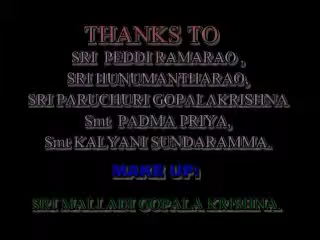 THANKS TO
SRI PEDDI RAMARAO ,
SRI HUNUMANTHARAO,
SRI PARUCHURI GOPALAKRISHNA
Smt PADMA PRIYA,
Smt KALYANI SUNDARAMMA.
MAKE UP:
SRI MALLADI GOPALA KRISHNA.